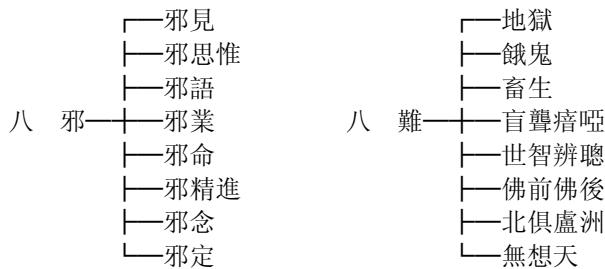 邪見
邪思惟
邪語
八　邪 邪業
邪命
邪精進
邪念
邪定
地獄
餓鬼
畜生
八　難 盲聾瘖啞
世智辨聰
佛前佛後
北俱盧洲
無想天